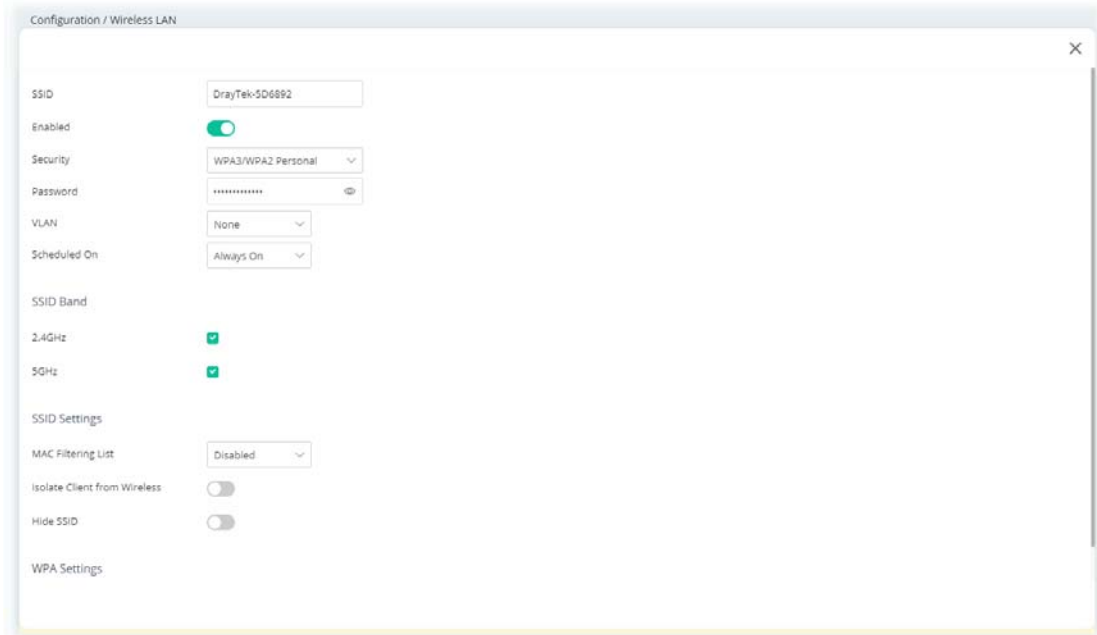 Configuration / Wireless LAN
SSID DrayTek-5D6892
Enabled
Security WPA3/WPA2 Personal
Password •••••••••••••
VLAN None
Scheduled On Always On
SSID Band
2.4GHz
5GHz
SSID Settings
MAC Filtering List Disabled
Isolate Client from Wireless
Hide SSID
WPA Settings